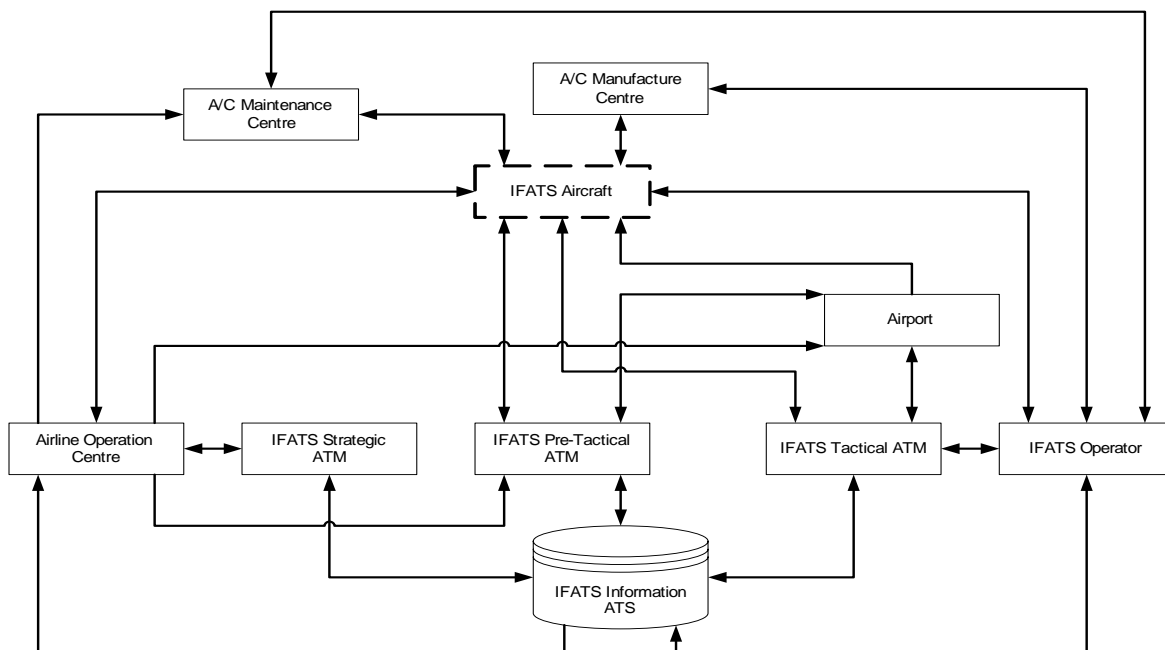 A/C Maintenance
Centre
A/C Manufacture
Centre
IFATS Aircraft
Airport
Airline Operation
Centre
IFATS Strategic
ATM
IFATS Pre-Tactical
ATM
IFATS Tactical ATM
IFATS Operator
IFATS Information
ATS